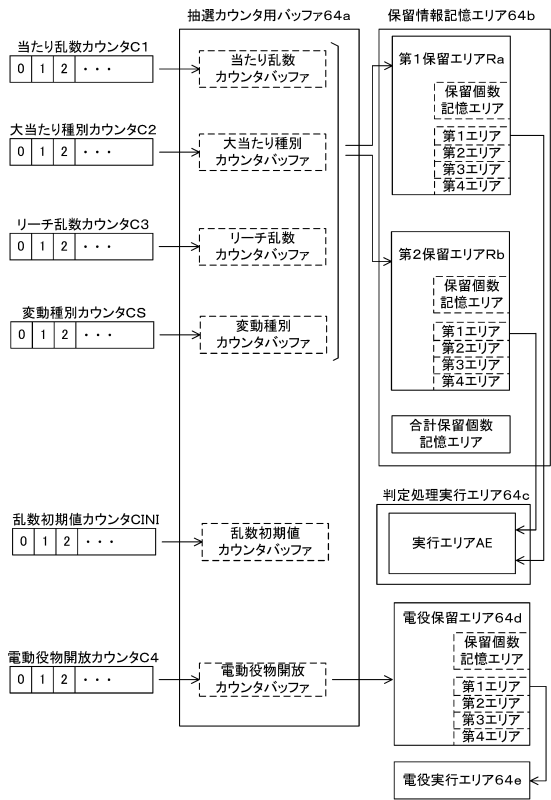 抽選カウンタ用バッファ64a
保留情報記憶エリア64b
当たり乱数カウンタC1
0 1 2 ・・・
当たり乱数
カウンタバッファ
大当たり種別カウンタC2
0 1 2 ・・・
大当たり種別
カウンタバッファ
リーチ乱数カウンタC3
0 1 2 ・・・
リーチ乱数
カウンタバッファ
変動種別カウンタCS
0 1 2 ・・・
変動種別
カウンタバッファ
第1保留エリアRa
保留個数
記憶エリア
第1エリア
第2エリア
第3エリア
第4エリア
第2保留エリアRb
保留個数
記憶エリア
第1エリア
第2エリア
第3エリア
第4エリア
合計保留個数
記憶エリア
乱数初期値カウンタCINI
0 1 2 ・・・
乱数初期値
カウンタバッファ
判定処理実行エリア64c
実行エリアAE
電動役物開放カウンタC4
0 1 2 ・・・
電動役物開放
カウンタバッファ
電役保留エリア64d
保留個数
記憶エリア
第1エリア
第2エリア
第3エリア
第4エリア
電役実行エリア64e